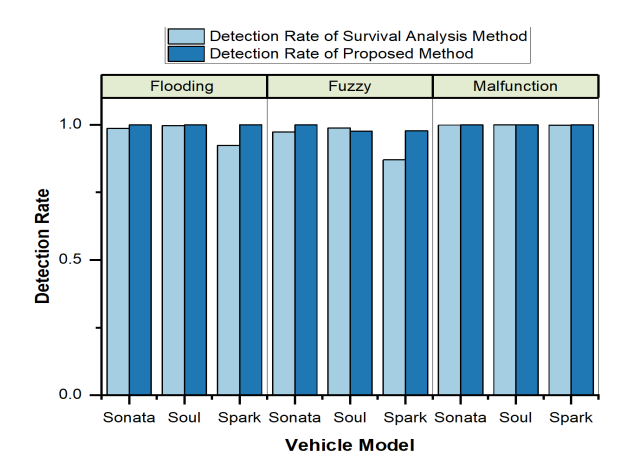 Detection Rate of Survival Analysis Method
Detection Rate of Proposed Method
Flooding Fuzzy Malfunction
1.0
0.5
0.0
Detection Rate
Sonata Soul Spark Sonata Soul Spark Sonata Soul Spark
Vehicle Model